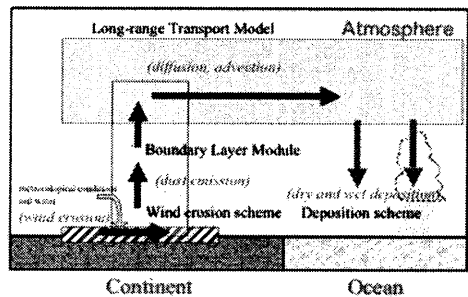 Long-range Transport Model
Atmosphere
(diffusion, advection)
Boundary Layer Module
(dust emission)
(dry and wet deposition)
(wind erosion)
Wind erosion scheme
Deposition scheme
Continent
Ocean